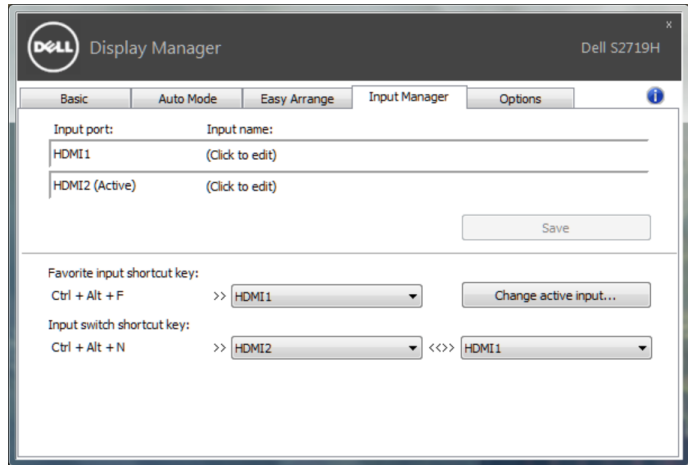 x
DELL Display Manager Dell S2719H
Basic Auto Mode Easy Arrange Input Manager Options i
Input port: Input name:
HDMI1 (Click to edit)
HDMI2 (Active) (Click to edit)
Save
Favorite input shortcut key:
Ctrl + Alt + F >> HDMI1 Change active input...
Input switch shortcut key:
Ctrl + Alt + N >> HDMI2 <<>> HDMI1